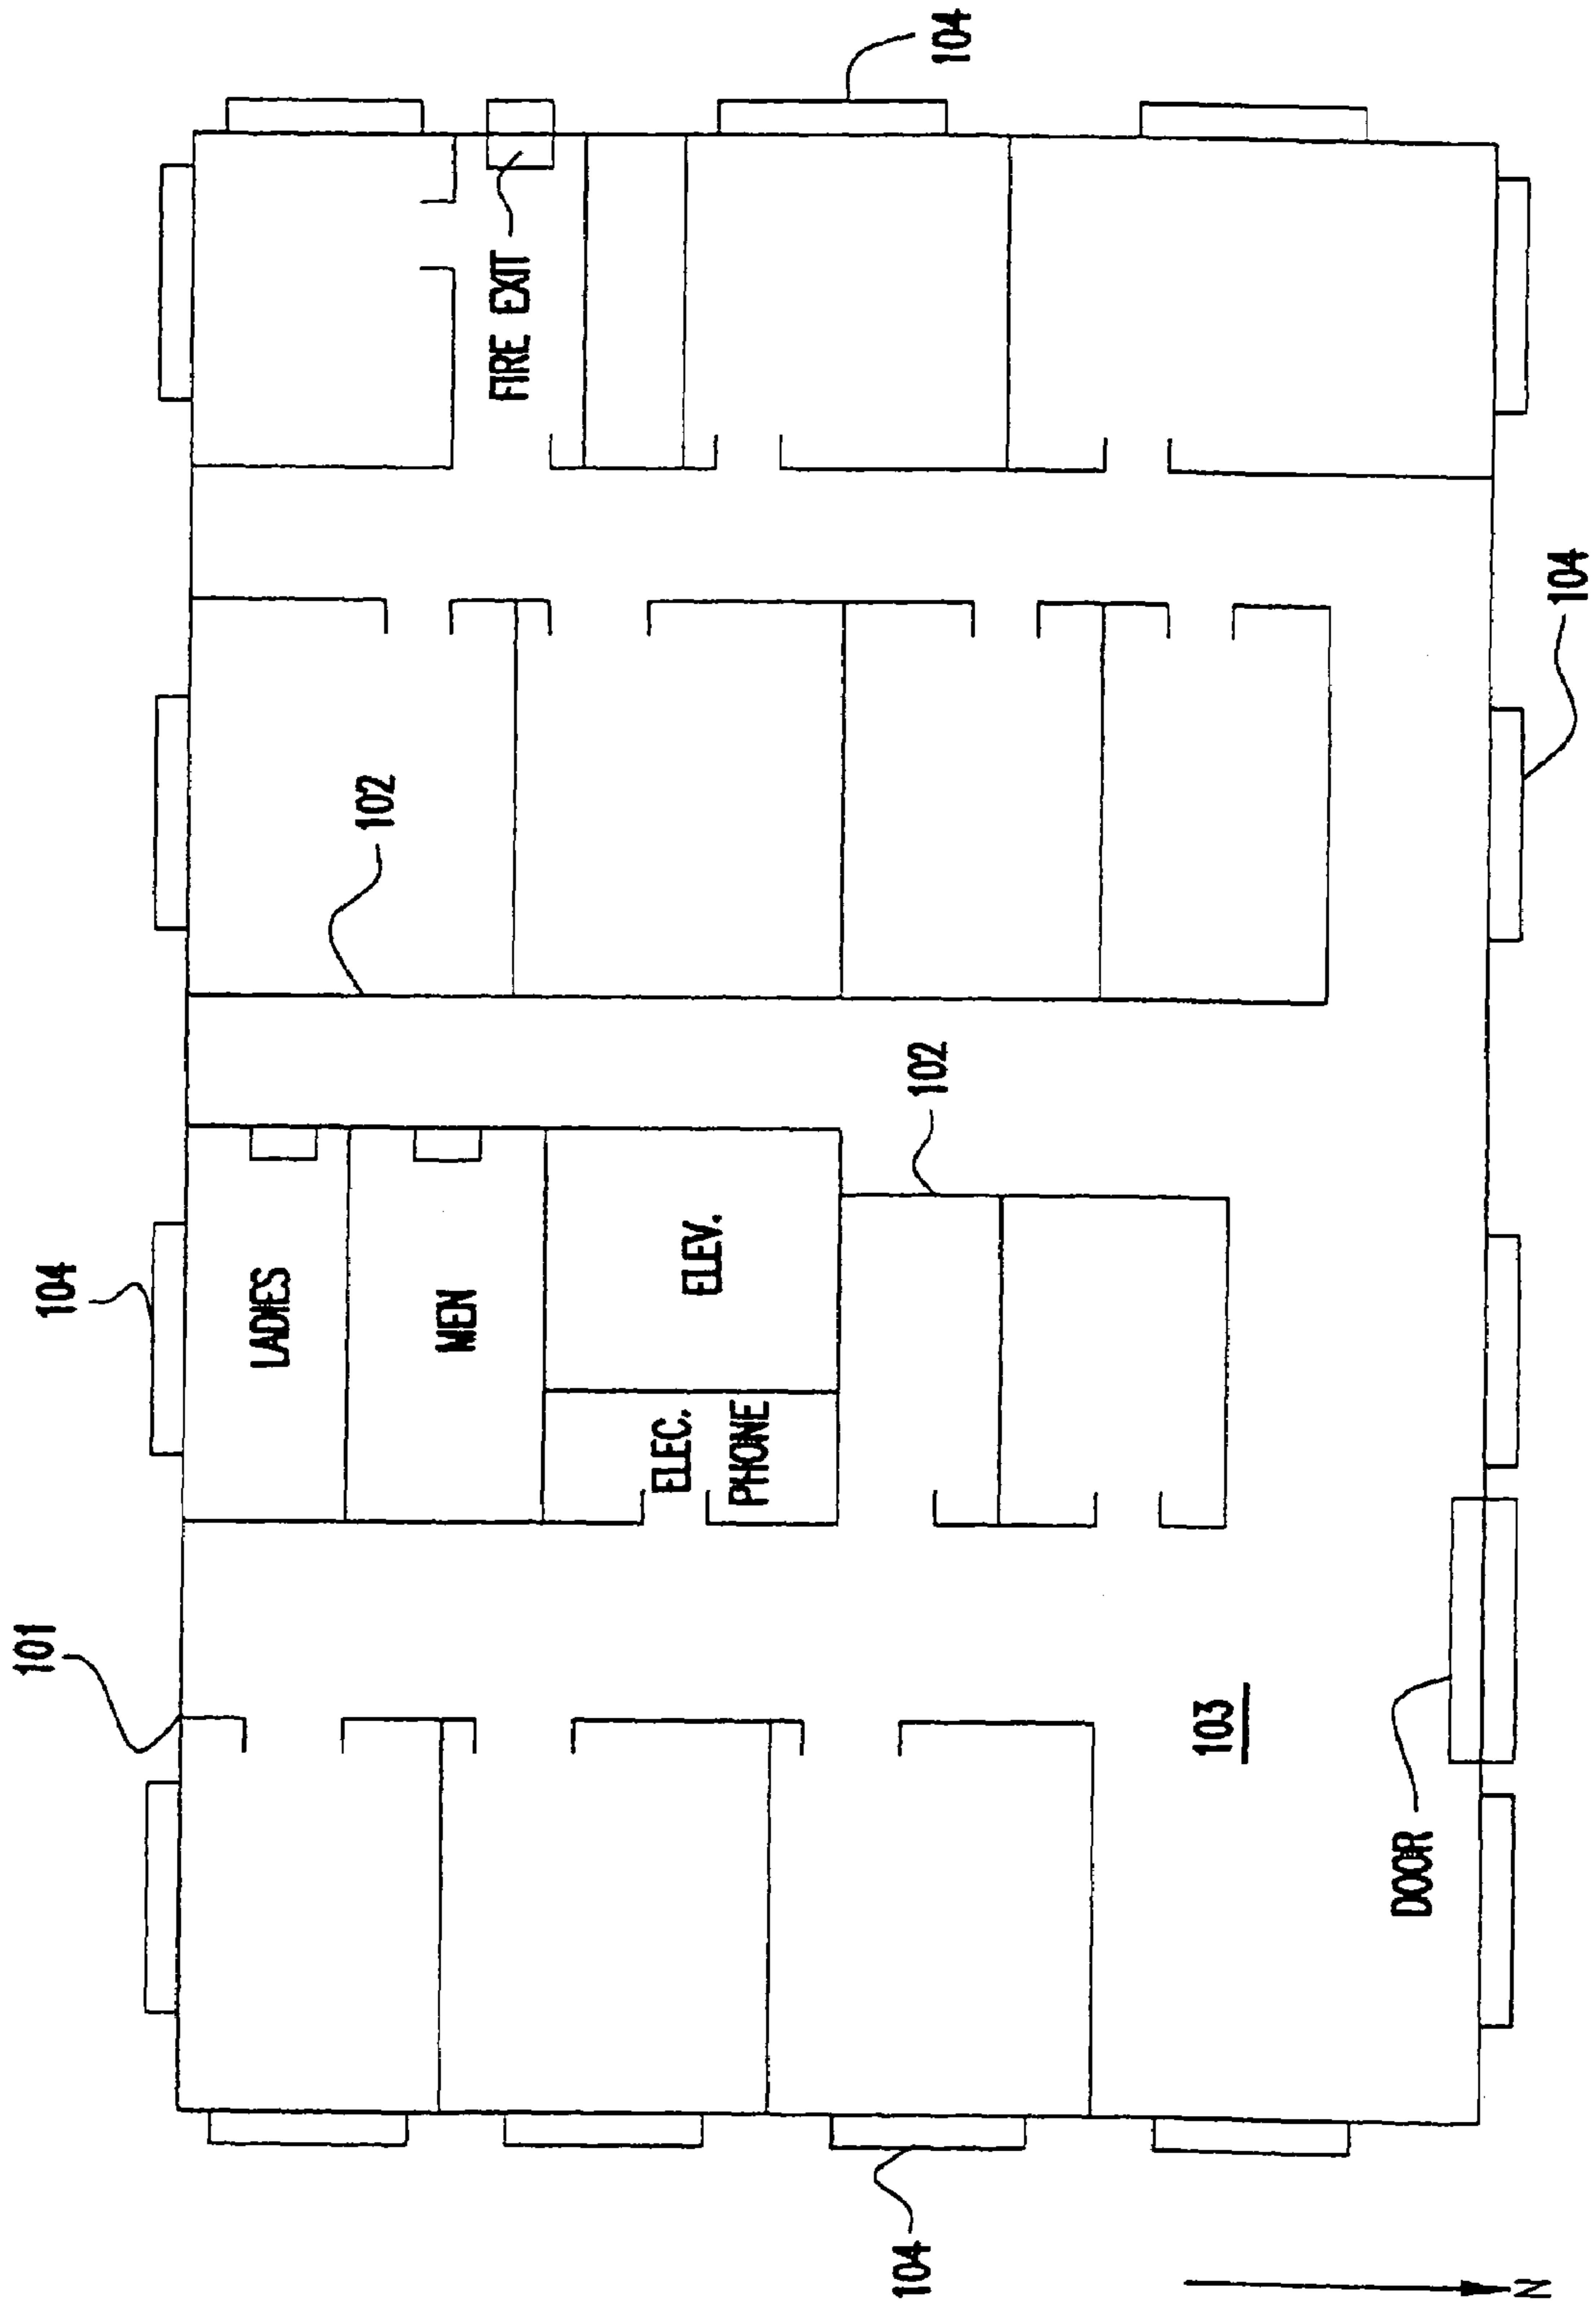 101
104
LADIES
102
MEN
FIRE EXIT
ELEC.
PHONE
ELEV.
104
102
104
103
DOOR
N
104